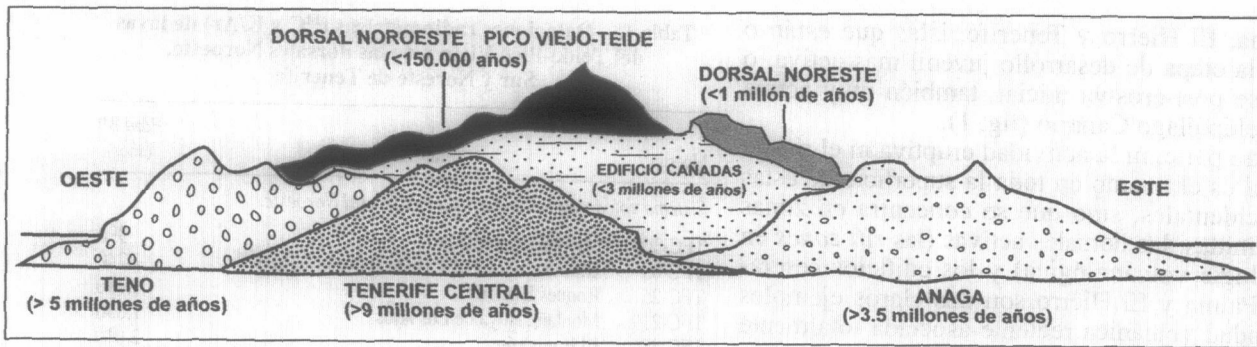 DORSAL NOROESTE PICO VIEJO-TEIDE
(<150.000 años)
DORSAL NORESTE
(<1 millón de años)
OESTE
EDIFICIO CAÑADAS
(<3 millones de años)
ESTE
TENO
(> 5 millones de años)
TENERIFE CENTRAL
(>9 millones de años)
ANAGA
(>3.5 millones de años)